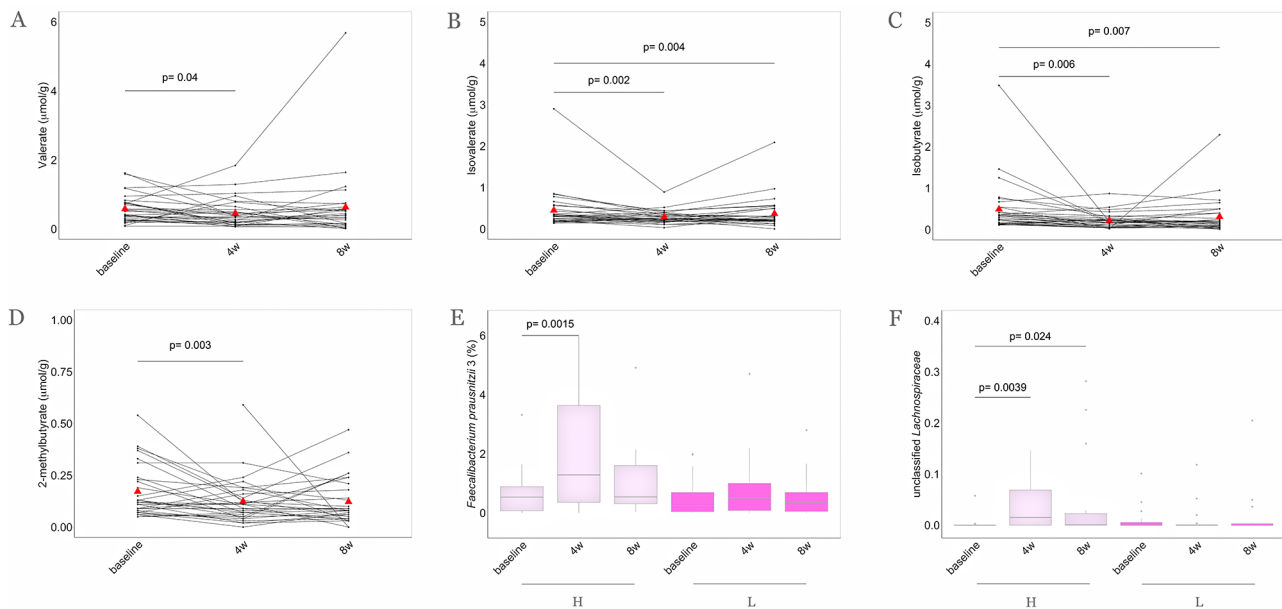 A
Valerate (μmol/g)
6
4
2
0
p= 0.04
baseline
4w
8w
B
Isovalerate (μmol/g)
5
4
3
2
1
0
p= 0.004
p= 0.002
baseline
4w
8w
C
Isobutyrate (μmol/g)
5
4
3
2
1
0
p= 0.007
p= 0.006
baseline
4w
8w
D
2-methylbutyrate (μmol/g)
1.00
0.75
0.50
0.25
0.00
p= 0.003
baseline
4w
8w
E
Faecalibacterium prausnitzii 3 (%)
6
4
2
0
p= 0.0015
baseline
4w
8w
baseline
4w
8w
H
L
F
unclassified Lachnospiraceae
0.4
0.3
0.2
0.1
0.0
p= 0.024
p= 0.0039
baseline
4w
8w
baseline
4w
8w
H
L